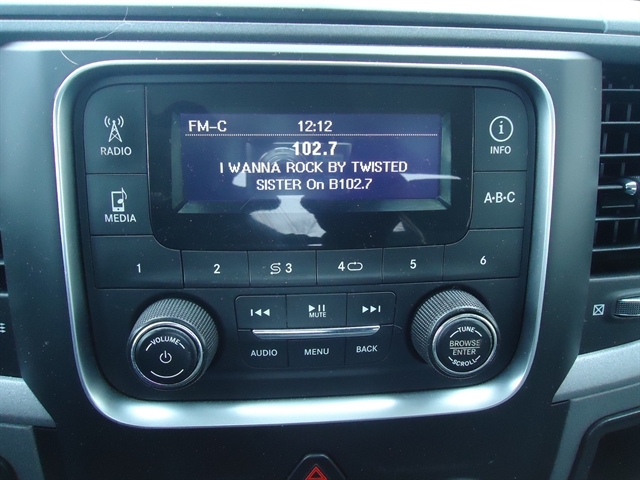 FM-C 12:12
102.7
I WANNA ROCK BY TWISTED
SISTER On B102.7
RADIO
MEDIA
INFO
A·B·C
1 2 3 4 5 6
VOLUME
MUTE
AUDIO MENU BACK
TUNE
BROWSE
ENTER
SCROLL